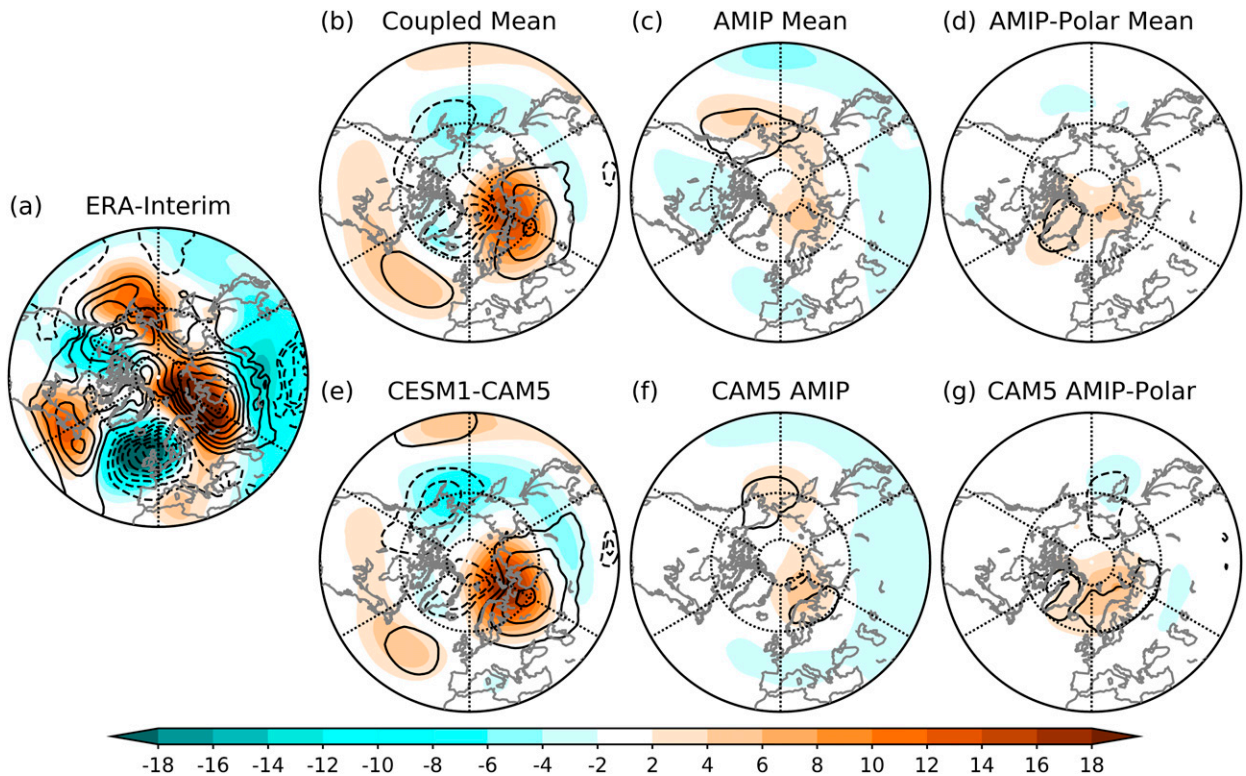 (b) Coupled Mean
(c) AMIP Mean
(d) AMIP-Polar Mean
(a) ERA-Interim
(e) CESM1-CAM5
(f) CAM5 AMIP
(g) CAM5 AMIP-Polar
-18 -16 -14 -12 -10 -8 -6 -4 -2 2 4 6 8 10 12 14 16 18